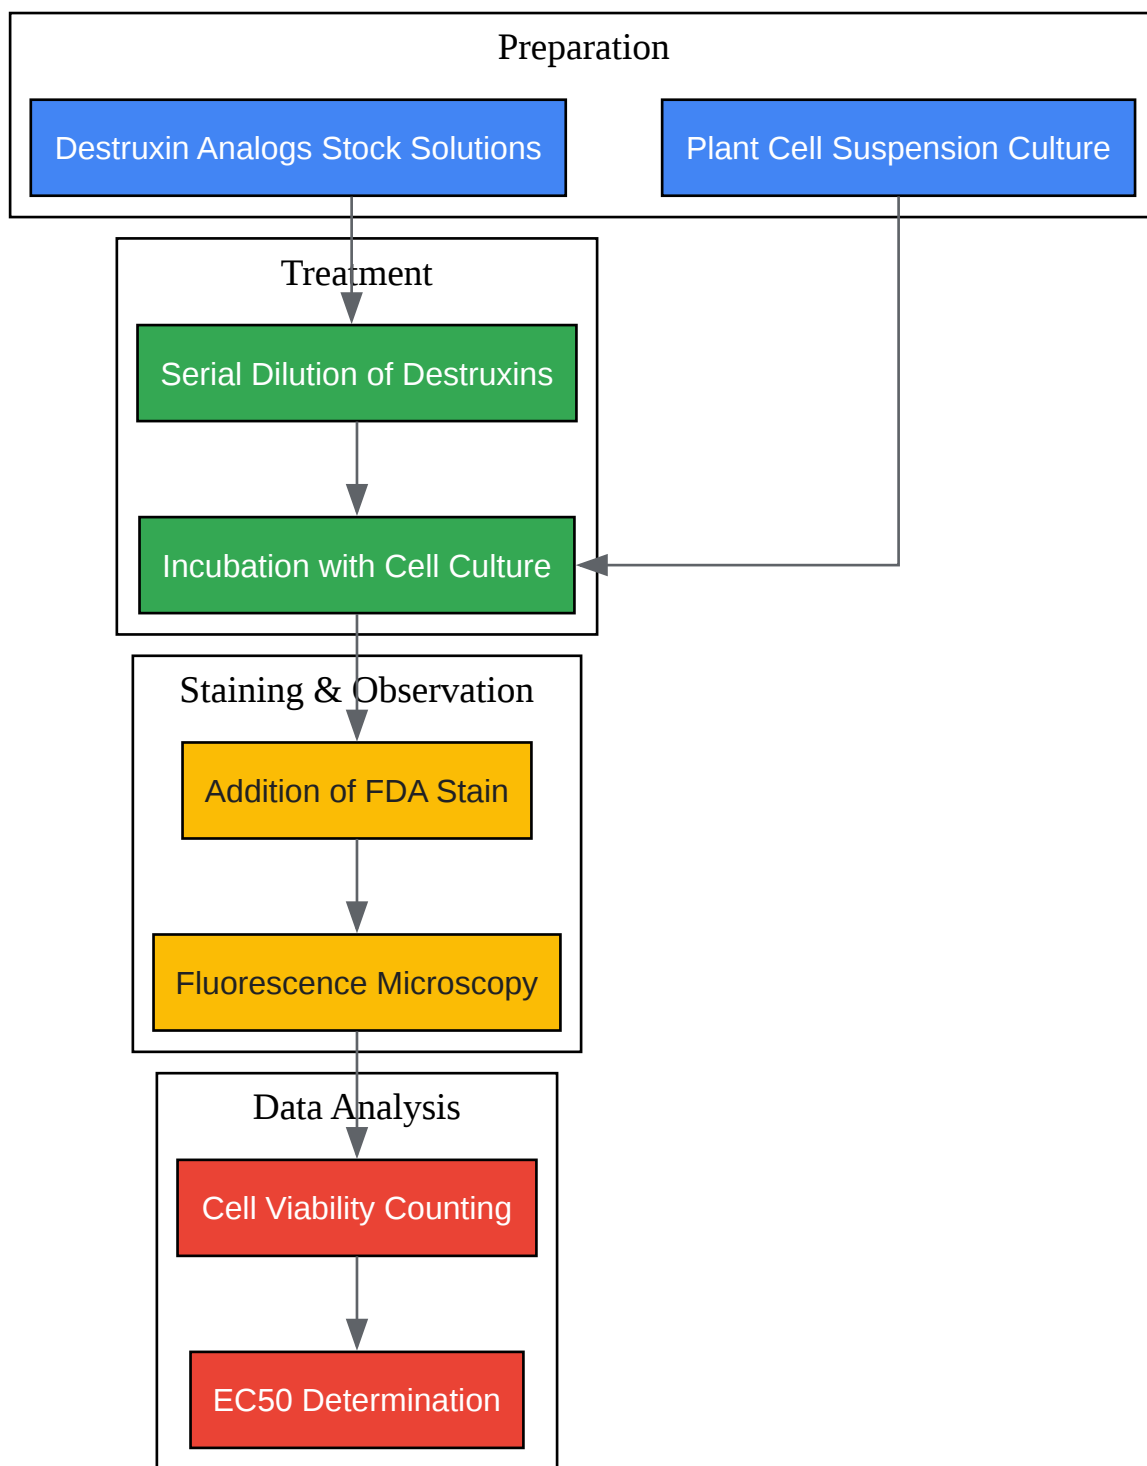 Preparation
Destruxin Analogs Stock Solutions
Plant Cell Suspension Culture
Treatment
Serial Dilution of Destruxins
Incubation with Cell Culture
Staining & Observation
Addition of FDA Stain
Fluorescence Microscopy
Data Analysis
Cell Viability Counting
EC50 Determination